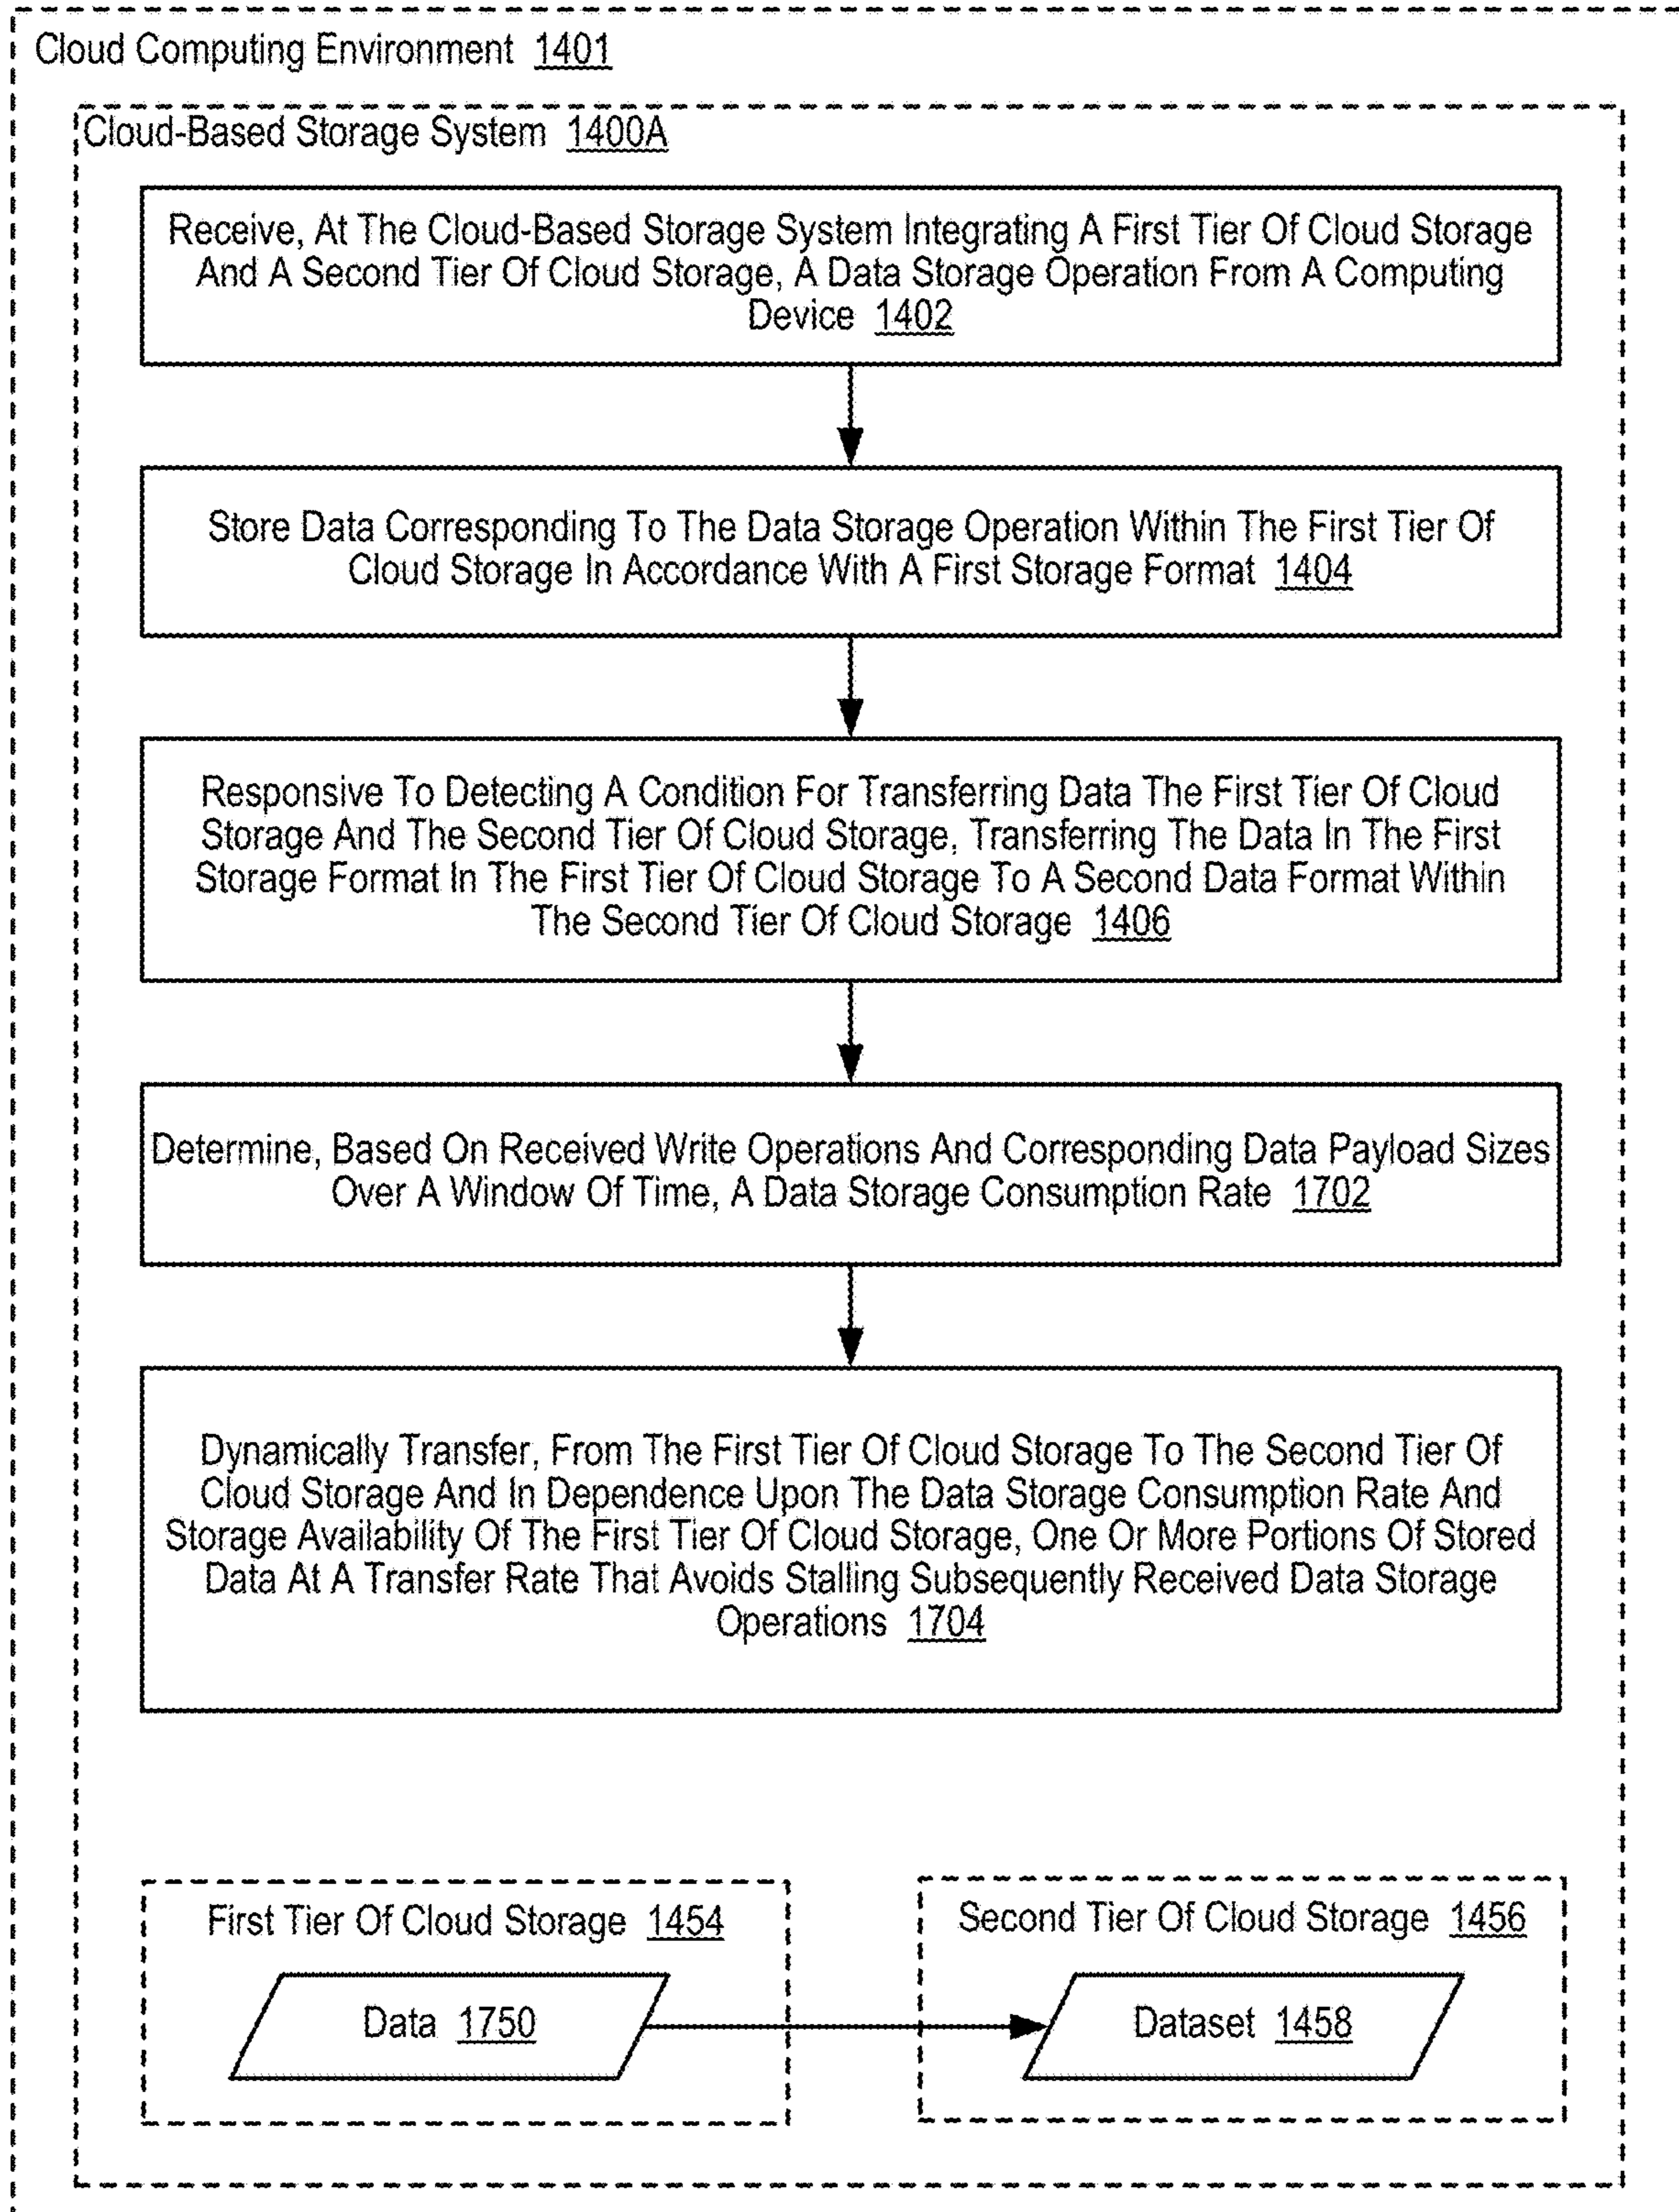 Cloud Computing Environment 1401
Cloud-Based Storage System 1400A
Receive, At The Cloud-Based Storage System Integrating A First Tier Of Cloud Storage
And A Second Tier Of Cloud Storage, A Data Storage Operation From A Computing
Device 1402
Store Data Corresponding To The Data Storage Operation Within The First Tier Of
Cloud Storage In Accordance With A First Storage Format 1404
Responsive To Detecting A Condition For Transferring Data The First Tier Of Cloud
Storage And The Second Tier Of Cloud Storage, Transferring The Data In The First
Storage Format In The First Tier Of Cloud Storage To A Second Data Format Within
The Second Tier Of Cloud Storage 1406
Determine, Based On Received Write Operations And Corresponding Data Payload Sizes
Over A Window Of Time, A Data Storage Consumption Rate 1702
Dynamically Transfer, From The First Tier Of Cloud Storage To The Second Tier Of
Cloud Storage And In Dependence Upon The Data Storage Consumption Rate And
Storage Availability Of The First Tier Of Cloud Storage, One Or More Portions Of Stored
Data At A Transfer Rate That Avoids Stalling Subsequently Received Data Storage
Operations 1704
First Tier Of Cloud Storage 1454
Data 1750
Second Tier Of Cloud Storage 1456
Dataset 1458